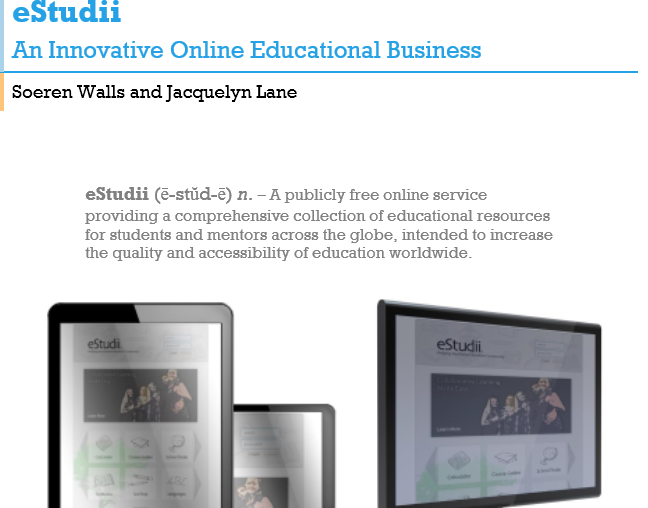 eStudii
An Innovative Online Educational Business
Soeren Walls and Jacquelyn Lane
eStudii (ē-stŭd-ē) n. – A publicly free online service
providing a comprehensive collection of educational resources
for students and mentors across the globe, intended to increase
the quality and accessibility of education worldwide.
eStudii
eStudii